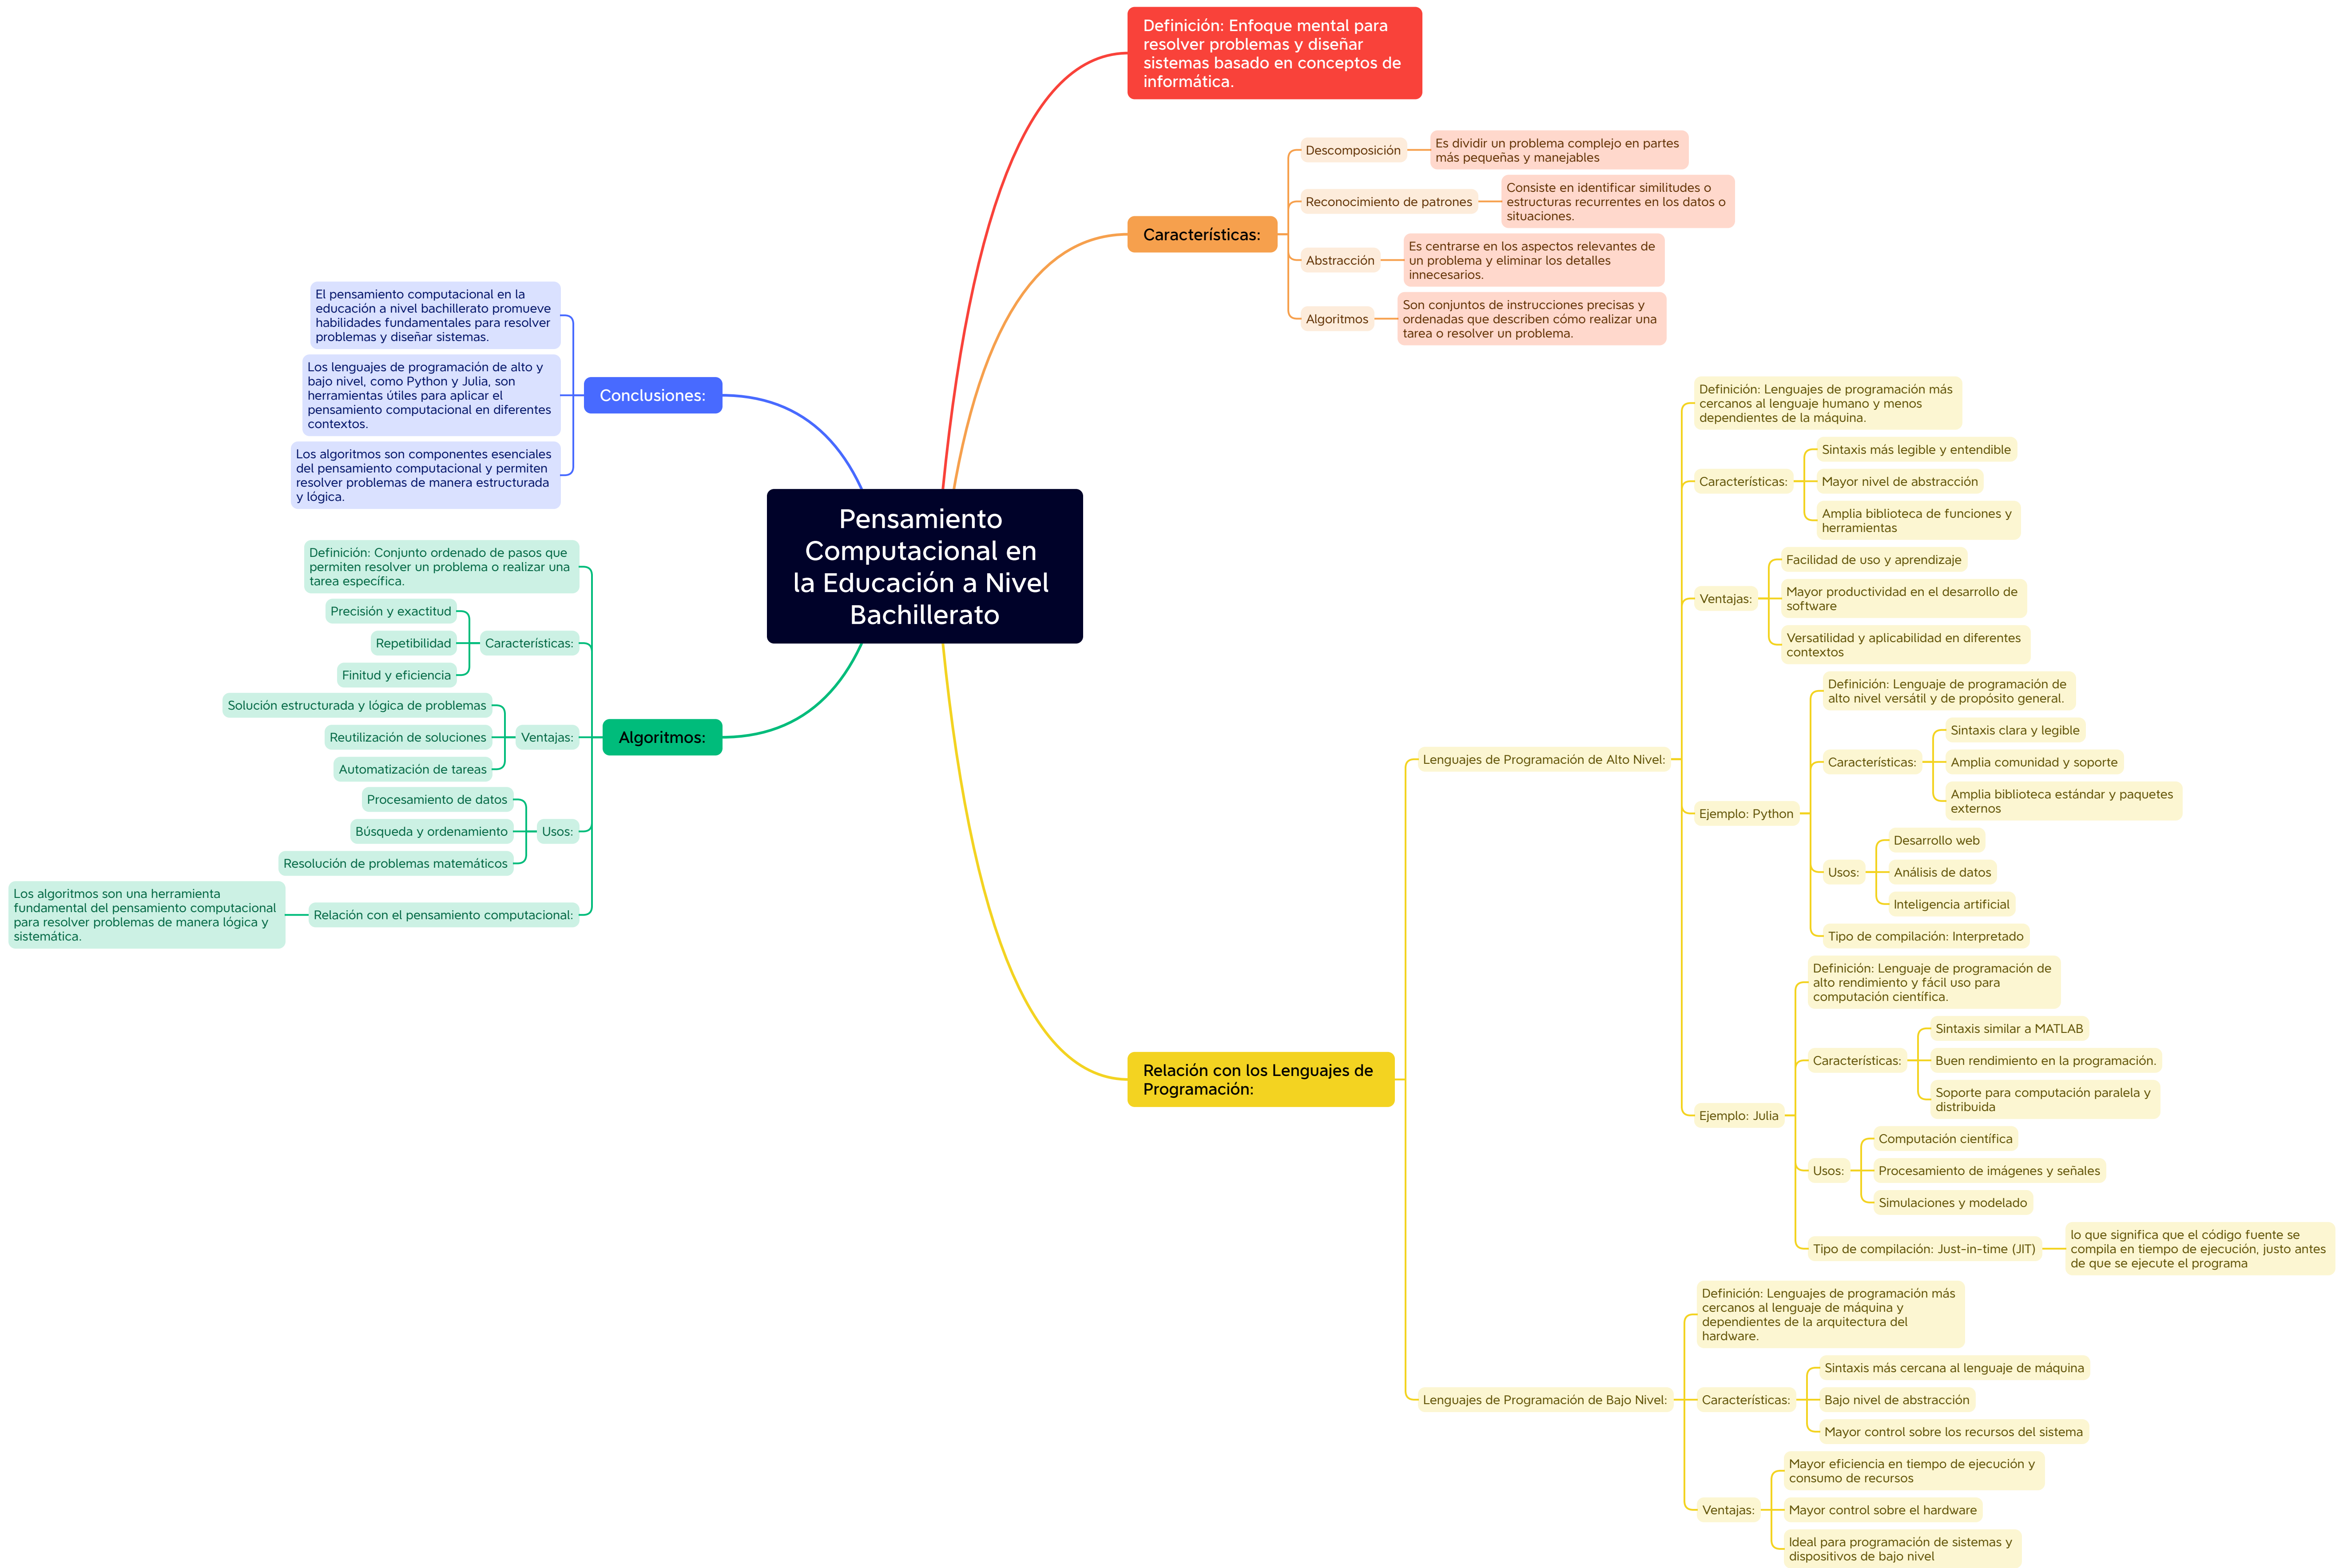 Pensamiento
Computacional en
la Educación a Nivel
Bachillerato
Definición: Enfoque mental para
resolver problemas y diseñar
sistemas basado en conceptos de
informática.
Características:
Descomposición
Es dividir un problema complejo en partes
más pequeñas y manejables
Reconocimiento de patrones
Consiste en identificar similitudes o
estructuras recurrentes en los datos o
situaciones.
Abstracción
Es centrarse en los aspectos relevantes de
un problema y eliminar los detalles
innecesarios.
Algoritmos
Son conjuntos de instrucciones precisas y
ordenadas que describen cómo realizar una
tarea o resolver un problema.
Relación con los Lenguajes de
Programación:
Lenguajes de Programación de Alto Nivel:
Definición: Lenguajes de programación más
cercanos al lenguaje humano y menos
dependientes de la máquina.
Características:
Sintaxis más legible y entendible
Mayor nivel de abstracción
Amplia biblioteca de funciones y
herramientas
Ventajas:
Facilidad de uso y aprendizaje
Mayor productividad en el desarrollo de
software
Versatilidad y aplicabilidad en diferentes
contextos
Ejemplo: Python
Definición: Lenguaje de programación de
alto nivel versátil y de propósito general.
Características:
Sintaxis clara y legible
Amplia comunidad y soporte
Amplia biblioteca estándar y paquetes
externos
Usos:
Desarrollo web
Análisis de datos
Inteligencia artificial
Tipo de compilación: Interpretado
Ejemplo: Julia
Definición: Lenguaje de programación de
alto rendimiento y fácil uso para
computación científica.
Características:
Sintaxis similar a MATLAB
Buen rendimiento en la programación.
Soporte para computación paralela y
distribuida
Usos:
Computación científica
Procesamiento de imágenes y señales
Simulaciones y modelado
Tipo de compilación: Just-in-time (JIT)
lo que significa que el código fuente se
compila en tiempo de ejecución, justo antes
de que se ejecute el programa
Lenguajes de Programación de Bajo Nivel:
Definición: Lenguajes de programación más
cercanos al lenguaje de máquina y
dependientes de la arquitectura del
hardware.
Características:
Sintaxis más cercana al lenguaje de máquina
Bajo nivel de abstracción
Mayor control sobre los recursos del sistema
Ventajas:
Mayor eficiencia en tiempo de ejecución y
consumo de recursos
Mayor control sobre el hardware
Ideal para programación de sistemas y
dispositivos de bajo nivel
Algoritmos:
Definición: Conjunto ordenado de pasos que
permiten resolver un problema o realizar una
tarea específica.
Características:
Precisión y exactitud
Repetibilidad
Finitud y eficiencia
Ventajas:
Solución estructurada y lógica de problemas
Reutilización de soluciones
Automatización de tareas
Usos:
Procesamiento de datos
Búsqueda y ordenamiento
Resolución de problemas matemáticos
Relación con el pensamiento computacional:
Los algoritmos son una herramienta
fundamental del pensamiento computacional
para resolver problemas de manera lógica y
sistemática.
Conclusiones:
El pensamiento computacional en la
educación a nivel bachillerato promueve
habilidades fundamentales para resolver
problemas y diseñar sistemas.
Los lenguajes de programación de alto y
bajo nivel, como Python y Julia, son
herramientas útiles para aplicar el
pensamiento computacional en diferentes
contextos.
Los algoritmos son componentes esenciales
del pensamiento computacional y permiten
resolver problemas de manera estructurada
y lógica.